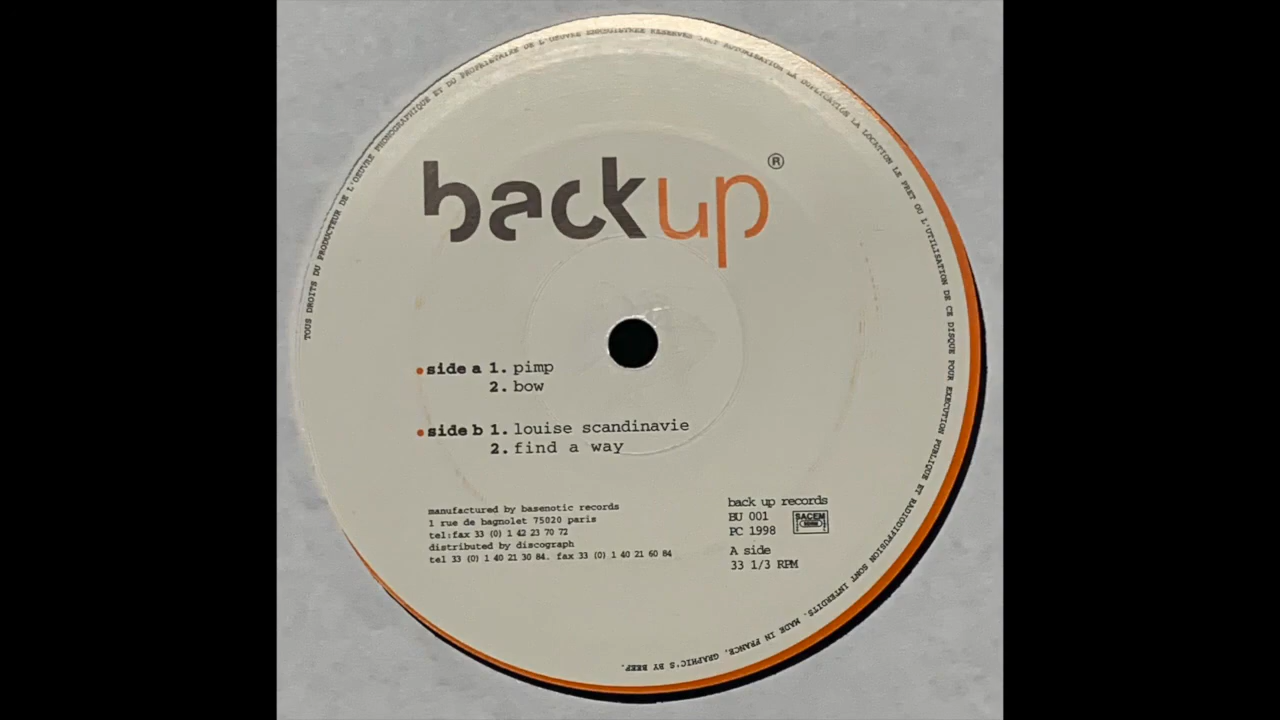 TOUS DROITS DU PRODUCTEUR DE L'OEUVRE PHONOGRAPHIQUE ET DU PROPRIETAIRE DE L'OEUVRE ENREGISTREE RESERVES SAUF AUTORISATION LA DUPLICATION LA LOCATION LE PRET OU L'UTILISATION DE CE DISQUE POUR EXECUTION PUBLIQUE ET RADIODIFFUSION SONT INTERDITS. MADE IN FRANCE. GRAPHIC'S BY BEEF.
backup ®
•side a 1. pimp
2. bow
•side b 1. louise scandinavie
2. find a way
manufactured by basenotic records
1 rue de bagnolet 75020 paris
tel:fax 33 (0) 1 42 23 70 72
distributed by discograph
tel 33 (0) 1 40 21 30 84. fax 33 (0) 1 40 21 60 84
back up records
BU 001
PC 1998
SACEM
A side
33 1/3 RPM